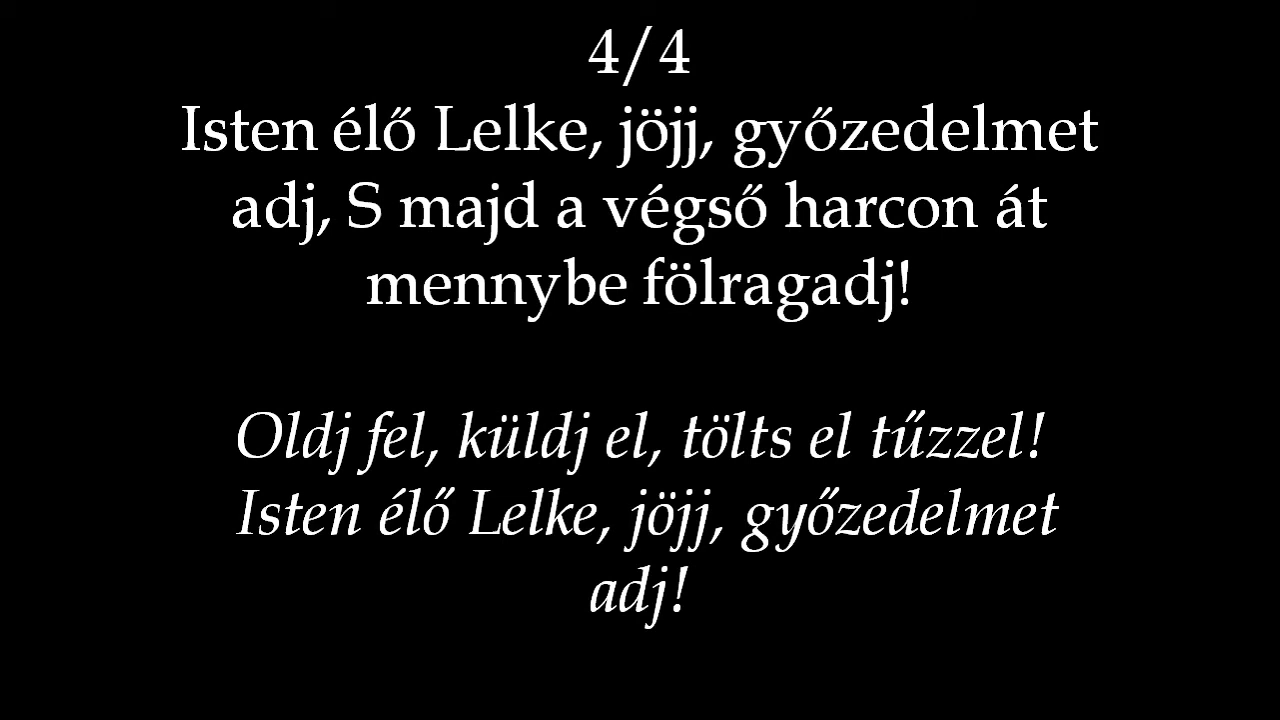 4/4
Isten élő Lelke, jöjj, győzedelmet
adj, S majd a végső harcon át
mennybe fölragadj!
Oldj fel, küldj el, tölts el tűzzel!
Isten élő Lelke, jöjj, győzedelmet
adj!